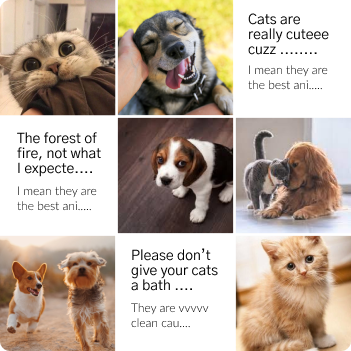 Cats are
really cuteee
cuzz ........
I mean they are
the best ani.....
The forest of
fire, not what
I expecte....
I mean they are
the best ani.....
Please don't
give your cats
a bath ....
They are vvvvv
clean cau....